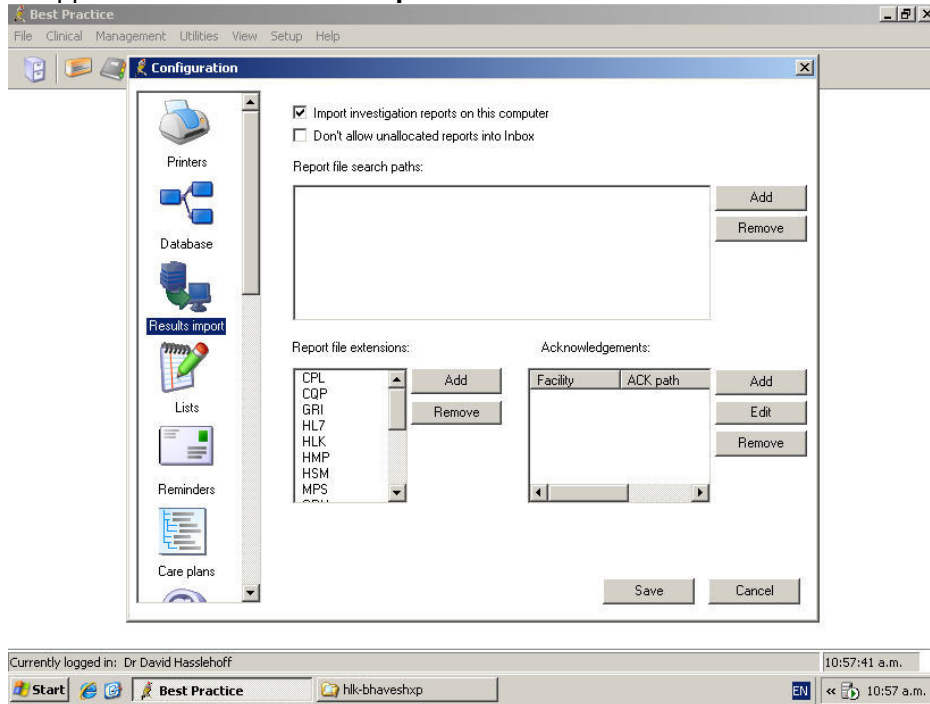 Best Practice
File Clinical Management Utilities View Setup Help
Configuration
Printers
Database
Results import
Lists
Reminders
Care plans
Import investigation reports on this computer
Don't allow unallocated reports into Inbox
Report file search paths:
Add
Remove
Report file extensions:
CPL
CQP
GRI
HL7
HLK
HMP
HSM
MPS
Add
Remove
Acknowledgements:
Facility ACK path
Add
Edit
Remove
Save Cancel
Currently logged in: Dr David Hasslehoff 10:57:41 a.m.
Start Best Practice hlk-bhaveshxp EN « 10:57 a.m.